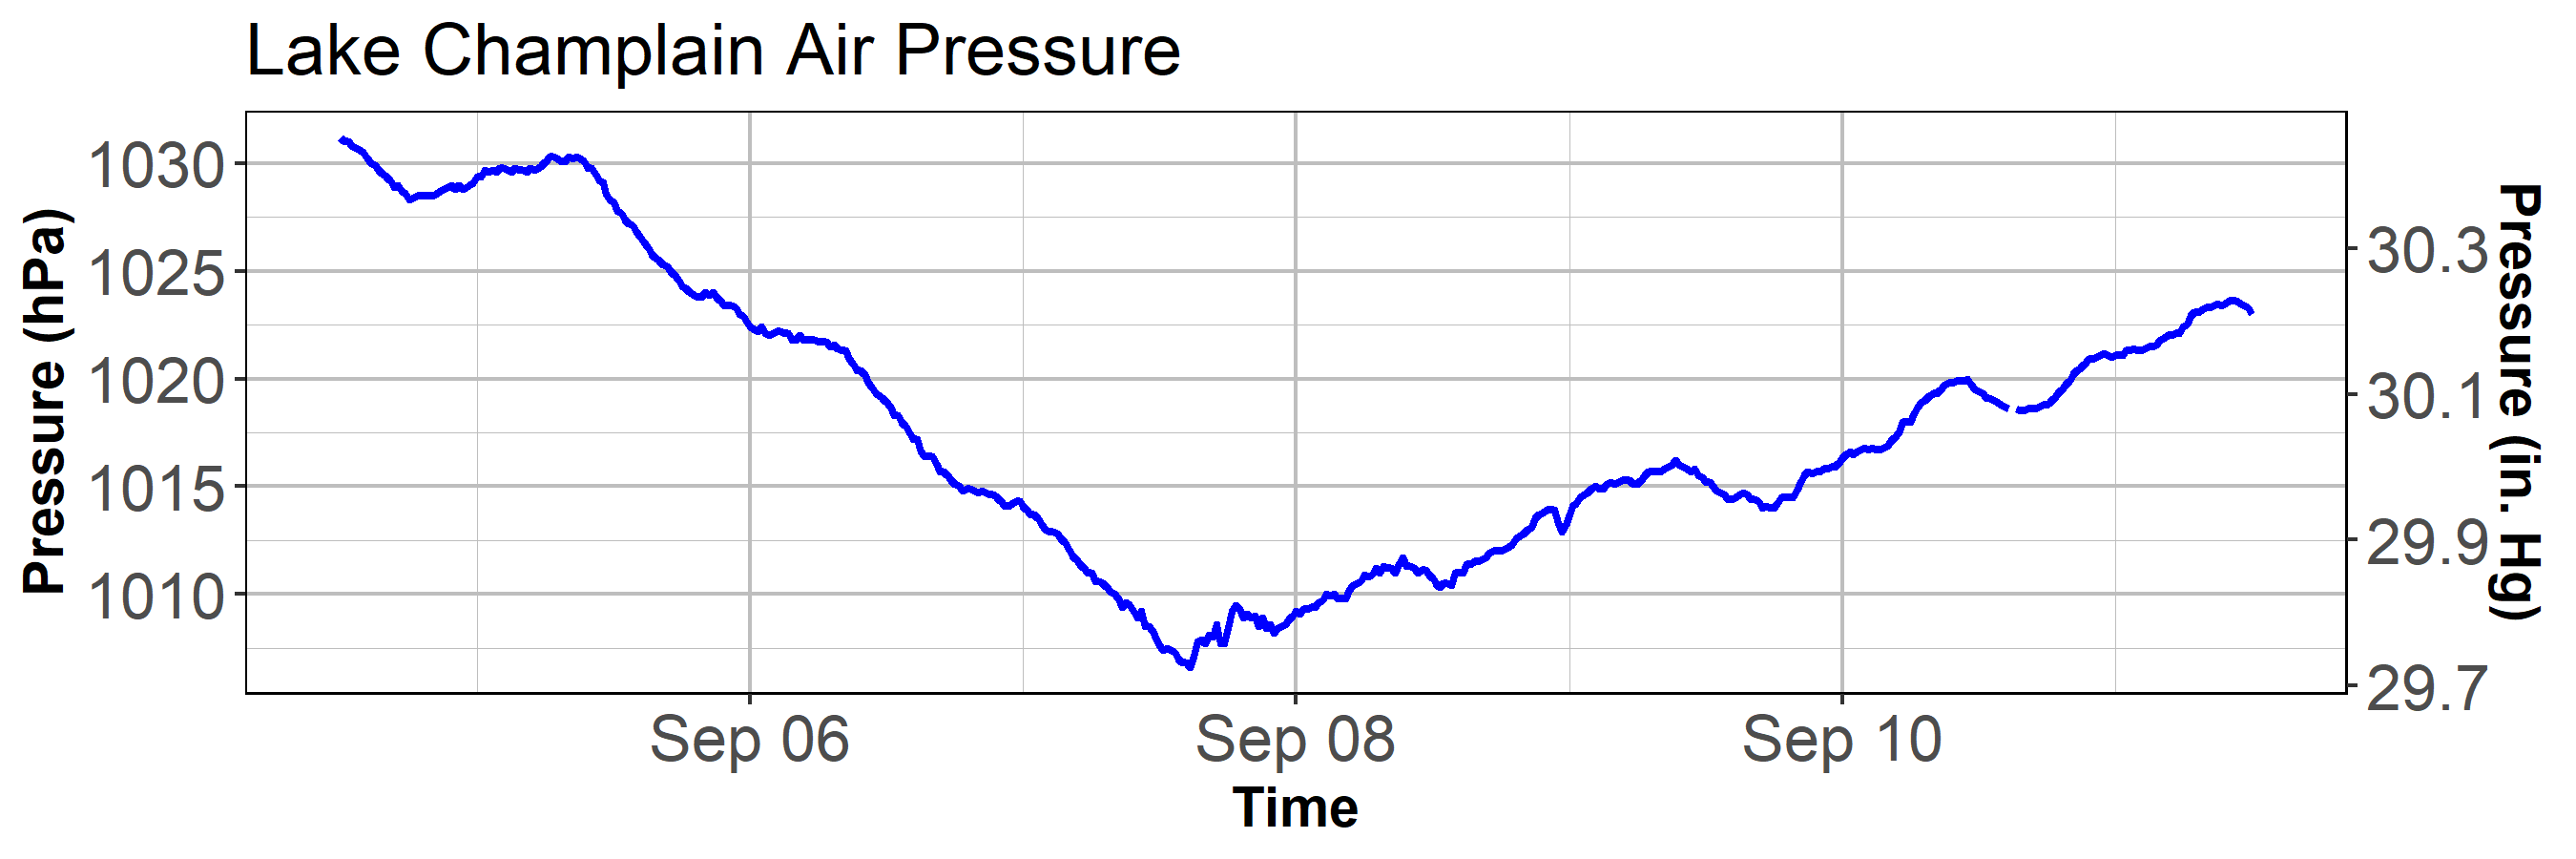 Lake Champlain Air Pressure
Pressure (hPa)
1030
1025
1020
1015
1010
30.3
30.1
29.9
29.7
Pressure (in. Hg)
Sep 06
Sep 08
Sep 10
Time